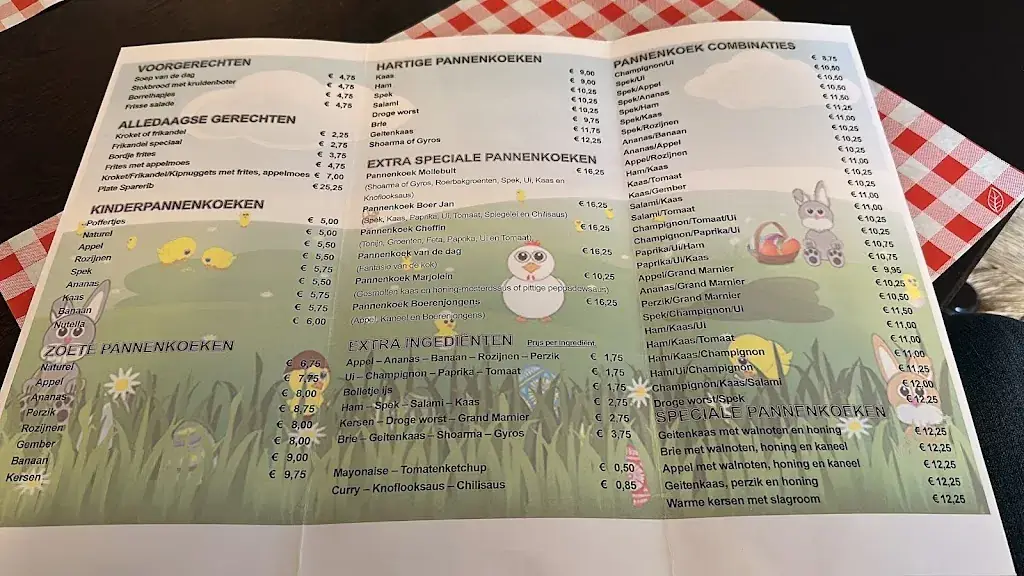 VOORGERECHTEN
Soep van de dag € 4,75
Stokbrood met kruidenboter € 4,75
Borrelhapjes € 4,75
Frisse salade € 4,75
ALLEDAAGSE GERECHTEN
Kroket of frikandel € 2,25
Frikandel speciaal € 2,75
Bordje frites € 3,75
Frites met appelmoes € 4,75
Kroket/Frikandel/Kipnuggets met frites, appelmoes € 7,00
Plate Sparerib € 25,25
KINDERPANNENKOEKEN
Poffertjes € 5,00
Naturel € 5,00
Appel € 5,50
Rozijnen € 5,50
Spek € 5,75
Ananas € 5,50
Kaas € 5,75
Banaan € 5,75
Nutella € 6,00
ZOETE PANNENKOEKEN
Naturel € 6,75
Appel € 7,75
Ananas € 8,00
Perzik € 8,75
Rozijnen € 8,00
Gember € 8,00
Banaan € 9,00
Kersen € 9,75
HARTIGE PANNENKOEKEN
Kaas € 9,00
Ham € 9,00
Spek € 10,25
Salami € 10,25
Droge worst € 10,25
Brie € 9,75
Geitenkaas € 11,75
Shoarma of Gyros € 12,25
EXTRA SPECIALE PANNENKOEKEN
Pannenkoek Mollebult € 16,25
(Shoarma of Gyros, Roerbakgroenten, Spek, Ui, Kaas en
Knoflooksaus)
Pannenkoek Boer Jan € 16,25
(Spek, Kaas, Paprika, Ui, Tomaat, Spiegelei en Chilisaus)
Pannenkoek Cheffin € 16,25
(Tonijn, Groenten, Feta, Paprika, Ui en Tomaat)
Pannenkoek van de dag € 16,25
(Fantasio van de kok)
Pannenkoek Marjolein € 10,25
(Gesmolten kaas en honing-mosterdsaus of pittige peppadewsaus)
Pannenkoek Boerenjongens € 16,25
(Appel, Kaneel en Boerenjongens)
EXTRA INGEDIËNTEN Prijs per ingredient
Appel – Ananas – Banaan – Rozijnen – Perzik € 1,75
Ui – Champignon – Paprika – Tomaat € 1,75
Bolletje ijs € 1,75
Ham – Spek – Salami – Kaas € 2,75
Kersen – Droge worst – Grand Marnier € 2,75
Brie – Geitenkaas – Shoarma – Gyros € 3,75
Mayonaise – Tomatenketchup € 0,50
Curry – Knoflooksaus – Chilisaus € 0,85
PANNENKOEK COMBINATIES
Champignon/Ui € 8,75
Spek/Ui € 10,50
Spek/Appel € 10,25
Spek/Ananas € 10,50
Spek/Ham € 11,50
Spek/Kaas € 11,50
Spek/Rozijnen € 10,25
Ananas/Banaan € 10,25
Ananas/Appel € 10,25
Appel/Rozijnen € 10,25
Ham/Kaas € 11,00
Kaas/Tomaat € 10,25
Kaas/Gember € 10,25
Salami/Kaas € 11,00
Salami/Tomaat € 11,00
Champignon/Tomaat/Ui € 10,25
Champignon/Paprika/Ui € 10,25
Paprika/Ui/Ham € 10,75
Paprika/Ui/Kaas € 10,75
Appel/Grand Marnier € 9,95
Ananas/Grand Marnier € 10,25
Perzik/Grand Marnier € 10,50
Spek/Champignon/Ui € 11,50
Ham/Kaas/Ui € 11,00
Ham/Kaas/Tomaat € 11,00
Ham/Kaas/Champignon € 11,00
Ham/Ui/Champignon € 11,25
Champignon/Kaas/Salami € 12,00
Droge worst/Spek € 12,25
SPECIALE PANNENKOEKEN
Geitenkaas met walnoten en honing € 12,25
Brie met walnoten, honing en kaneel € 12,25
Appel met walnoten, honing en kaneel € 12,25
Geitenkaas, perzik en honing € 12,25
Warme kersen met slagroom € 12,25